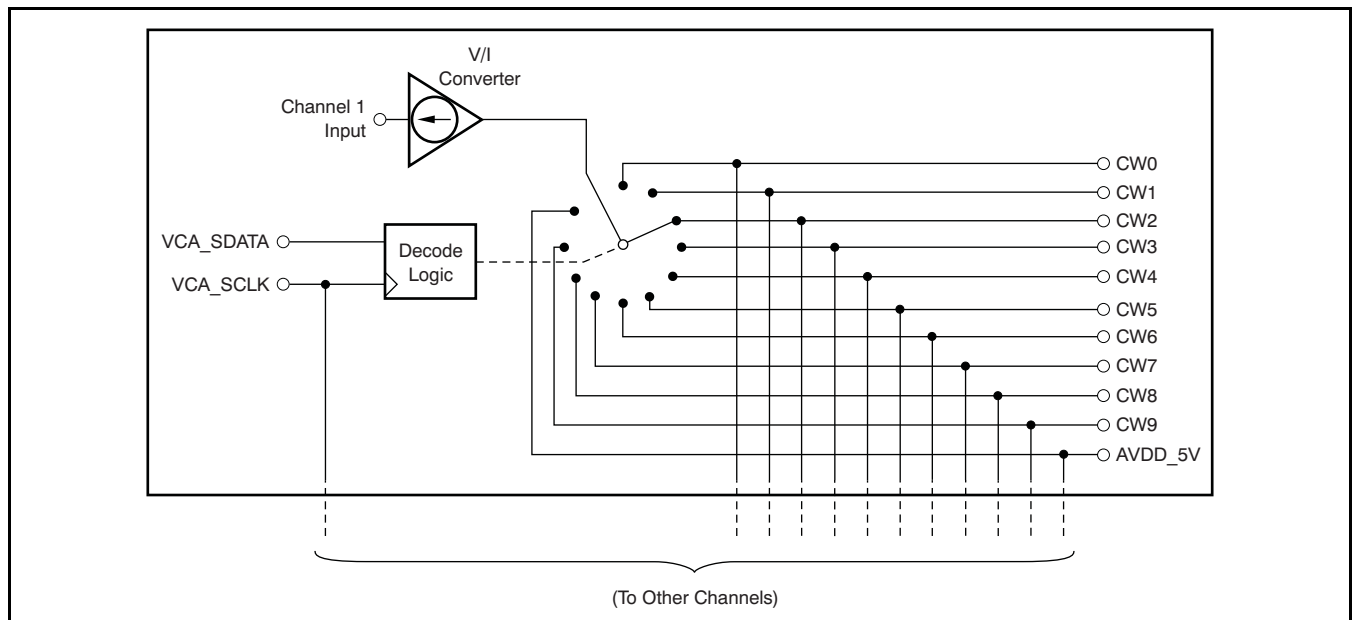 V/I
Converter
Channel 1
Input
VCA_SDATA
VCA_SCLK
Decode
Logic
CW0
CW1
CW2
CW3
CW4
CW5
CW6
CW7
CW8
CW9
AVDD_5V
(To Other Channels)